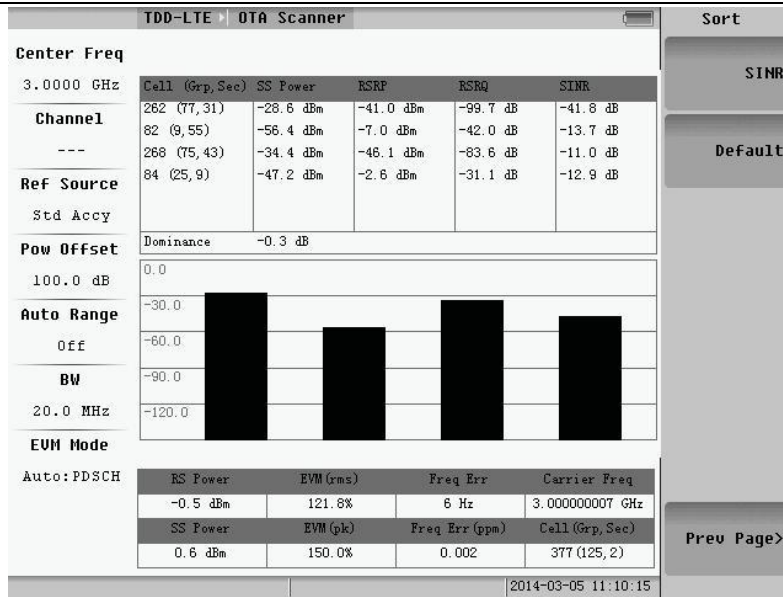 TDD-LTE OTA Scanner
Sort
Center Freq
3.0000 GHz
Channel
---
Ref Source
Std Accy
Pow Offset
100.0 dB
Auto Range
Off
BW
20.0 MHz
EVM Mode
Auto:PDSCH
Cell (Grp,Sec) SS Power RSRP RSRQ SINR
262 (77,31) -28.6 dBm -41.0 dBm -99.7 dB -41.8 dB
82 (9,55) -56.4 dBm -7.0 dBm -42.0 dB -13.7 dB
268 (75,43) -34.4 dBm -46.1 dBm -83.6 dB -11.0 dB
84 (25,9) -47.2 dBm -2.6 dBm -31.1 dB -12.9 dB
Dominance -0.3 dB
0.0
-30.0
-60.0
-90.0
-120.0
RS Power EVM(rms) Freq Err Carrier Freq
-0.5 dBm 121.8% 6 Hz 3.000000007 GHz
SS Power EVM(pk) Freq Err(ppm) Cell(Grp,Sec)
0.6 dBm 150.0% 0.002 377(125,2)
2014-03-05 11:10:15
SINR
Default
Prev Page>